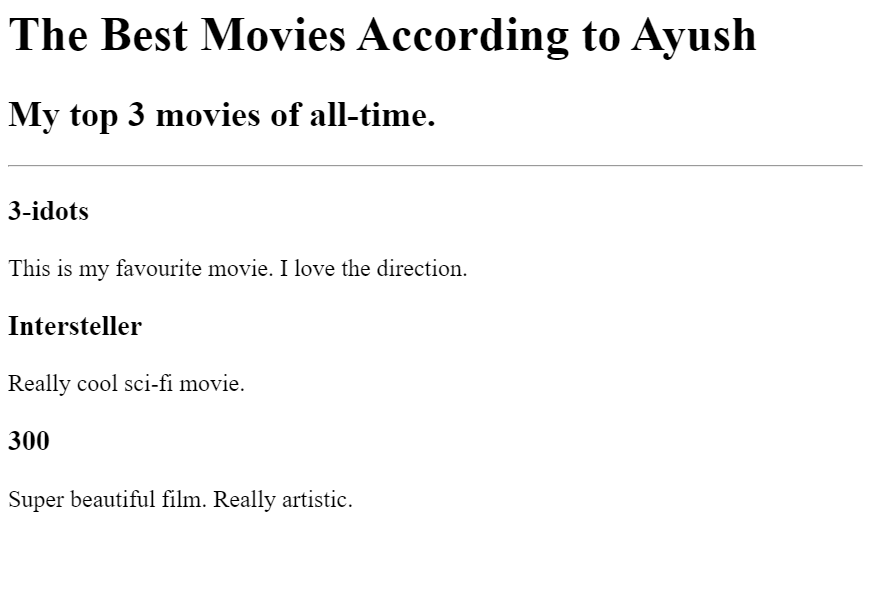 The Best Movies According to Ayush
My top 3 movies of all-time.
3-idots
This is my favourite movie. I love the direction.
Intersteller
Really cool sci-fi movie.
300
Super beautiful film. Really artistic.